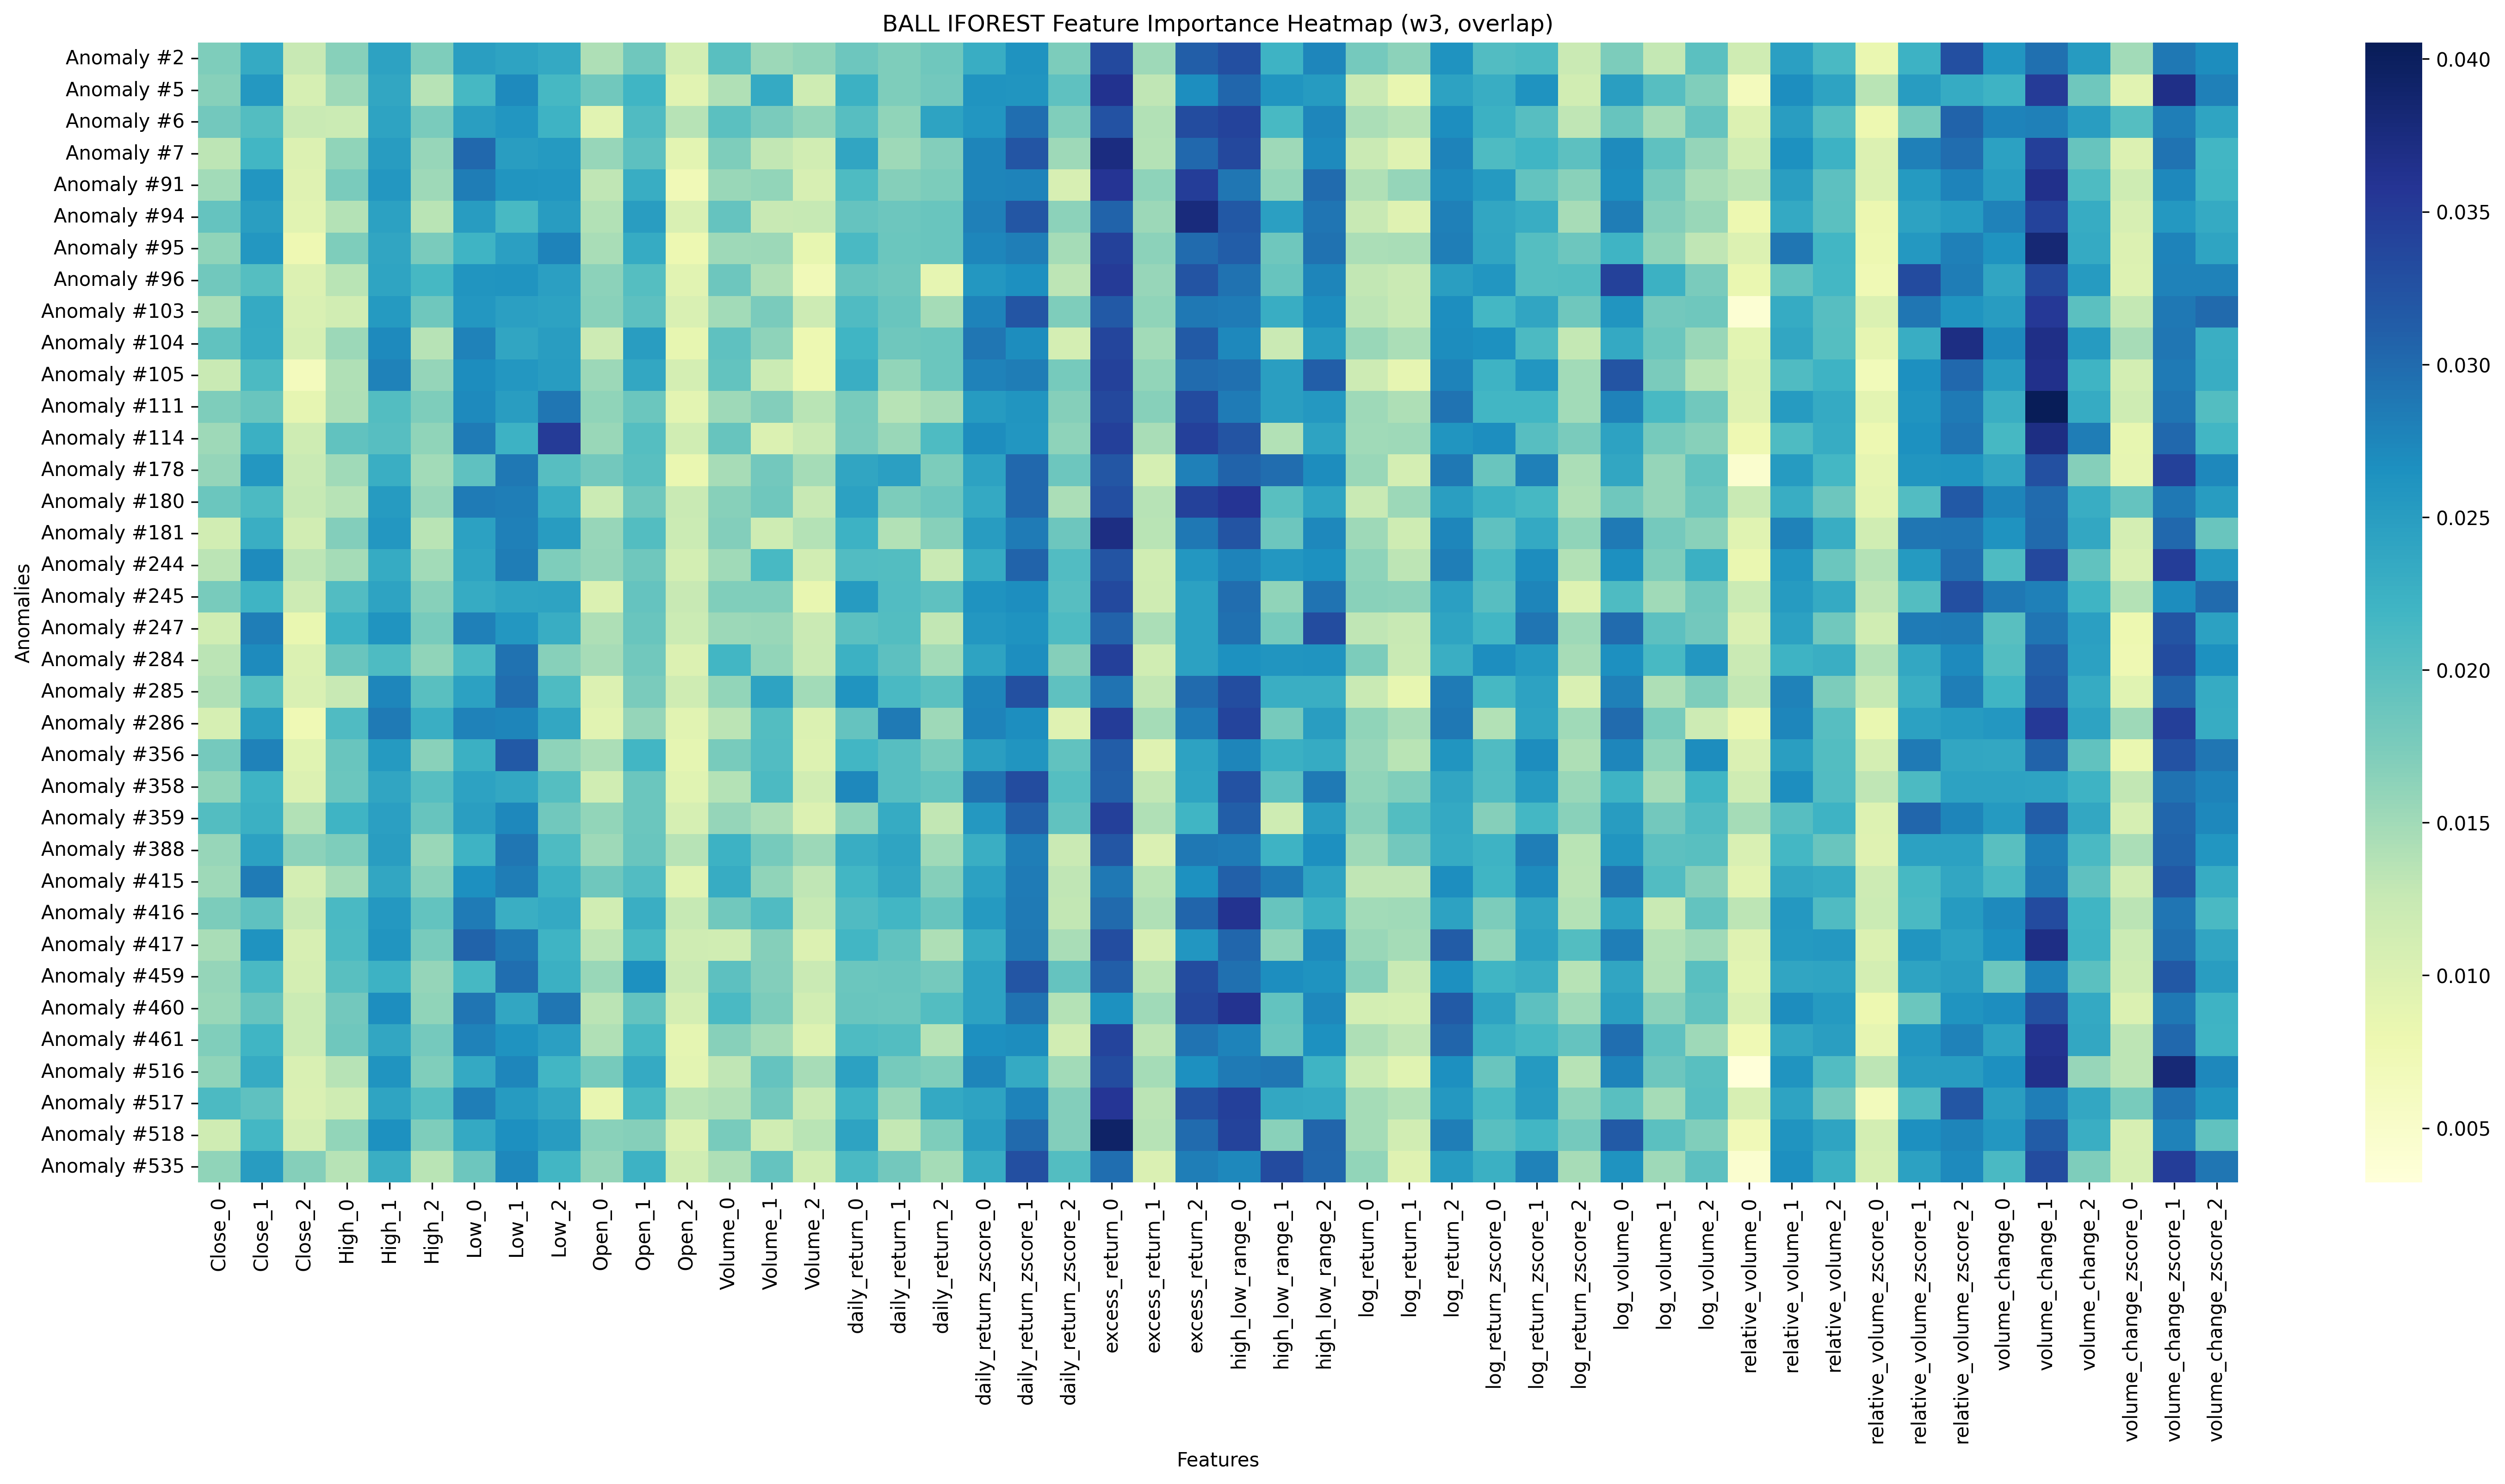 BALL IFOREST Feature Importance Heatmap (w3, overlap)
Anomalies
Anomaly #2
Anomaly #5
Anomaly #6
Anomaly #7
Anomaly #91
Anomaly #94
Anomaly #95
Anomaly #96
Anomaly #103
Anomaly #104
Anomaly #105
Anomaly #111
Anomaly #114
Anomaly #178
Anomaly #180
Anomaly #181
Anomaly #244
Anomaly #245
Anomaly #247
Anomaly #284
Anomaly #285
Anomaly #286
Anomaly #356
Anomaly #358
Anomaly #359
Anomaly #388
Anomaly #415
Anomaly #416
Anomaly #417
Anomaly #459
Anomaly #460
Anomaly #461
Anomaly #516
Anomaly #517
Anomaly #518
Anomaly #535
Close_0
Close_1
Close_2
High_0
High_1
High_2
Low_0
Low_1
Low_2
Open_0
Open_1
Open_2
Volume_0
Volume_1
Volume_2
daily_return_0
daily_return_1
daily_return_2
daily_return_zscore_0
daily_return_zscore_1
daily_return_zscore_2
excess_return_0
excess_return_1
excess_return_2
high_low_range_0
high_low_range_1
high_low_range_2
log_return_0
log_return_1
log_return_2
log_return_zscore_0
log_return_zscore_1
log_return_zscore_2
log_volume_0
log_volume_1
log_volume_2
relative_volume_0
relative_volume_1
relative_volume_2
relative_volume_zscore_0
relative_volume_zscore_1
relative_volume_zscore_2
volume_change_0
volume_change_1
volume_change_2
volume_change_zscore_0
volume_change_zscore_1
volume_change_zscore_2
Features
0.040
0.035
0.030
0.025
0.020
0.015
0.010
0.005